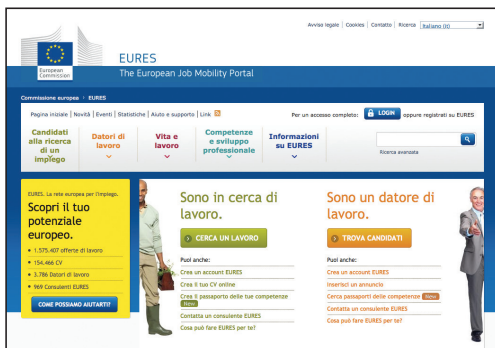 Avviso legale | Cookies | Contatto | Ricerca Italiano (it)
European
Commission
EURES
The European Job Mobility Portal
Commissione europea > EURES
Pagina iniziale | Novità | Eventi | Statistiche | Aiuto e supporto | Link
Per un accesso completo: LOGIN oppure registrati su EURES
Candidati
alla ricerca
di un
impiego
Datori di
lavoro
Vita e
lavoro
Competenze
e sviluppo
professionale
Informazioni
su EURES
Ricerca avanzata
EURES. La rete europea per l'impiego.
Scopri il tuo
potenziale
europeo.
• 1.575.407 offerte di lavoro
• 154.466 CV
• 3.786 Datori di lavoro
• 969 Consulenti EURES
COME POSSIAMO AIUTARTI?
Sono in cerca di
lavoro.
CERCA UN LAVORO
Puoi anche:
Crea un account EURES
Crea il tuo CV online
Crea il passaporto delle tue competenze
New
Contatta un consulente EURES
Cosa può fare EURES per te?
Sono un datore di
lavoro.
TROVA CANDIDATI
Puoi anche:
Crea un account EURES
Inserisci un annuncio
Cerca passaporti delle competenze New
Contatta un consulente EURES
Cosa può fare EURES per te?